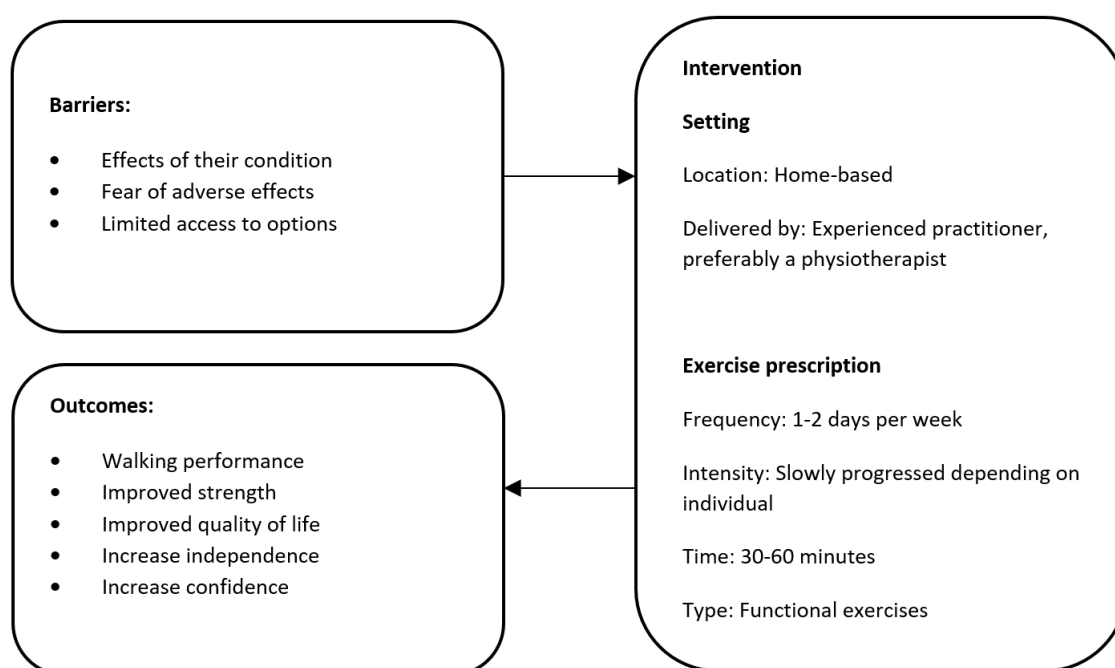 Barriers:
• Effects of their condition
• Fear of adverse effects
• Limited access to options
Intervention
Setting
Location: Home-based
Delivered by: Experienced practitioner,
preferably a physiotherapist
Exercise prescription
Frequency: 1-2 days per week
Intensity: Slowly progressed depending on
individual
Time: 30-60 minutes
Type: Functional exercises
Outcomes:
• Walking performance
• Improved strength
• Improved quality of life
• Increase independence
• Increase confidence